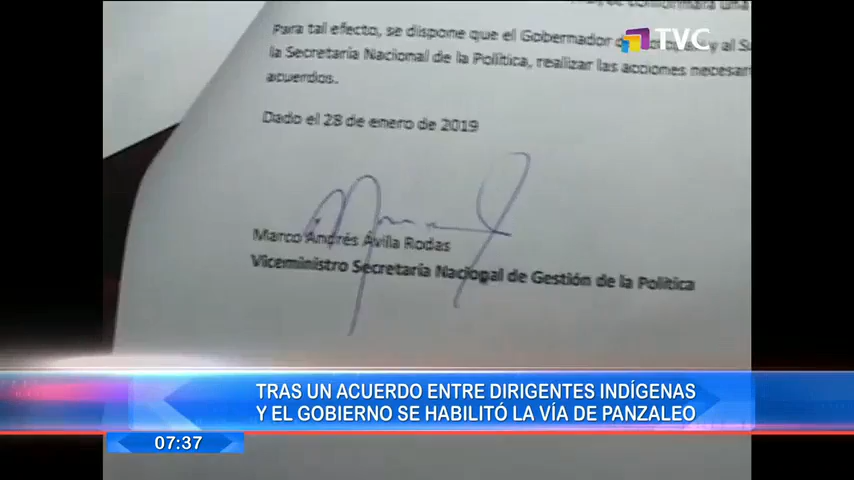 Para tal efecto, se dispone que el Gobernador y al
la Secretaría Nacional de la Política, realizar las acciones
acuerdos.
Dado el 28 de enero de 2019
Marco Andrés Ávila Rodas
Viceministro Secretaría Nacional de Gestión de la Política
TVC
TRAS UN ACUERDO ENTRE DIRIGENTES INDÍGENAS
Y EL GOBIERNO SE HABILITÓ LA VÍA DE PANZALEO
07:37